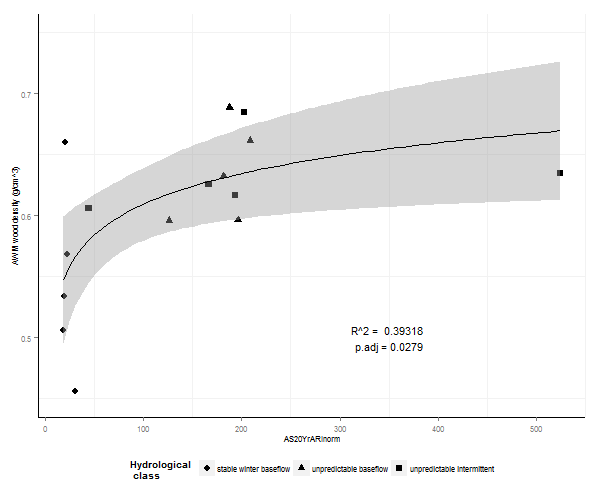 AWM wood density (g/cm^3)
0.7
0.6
0.5
R^2 = 0.39318
p.adj = 0.0279
0
100
200
300
400
500
AS20YrARInorm
Hydrological
class
stable winter baseflow
unpredictable baseflow
unpredictable intermittent